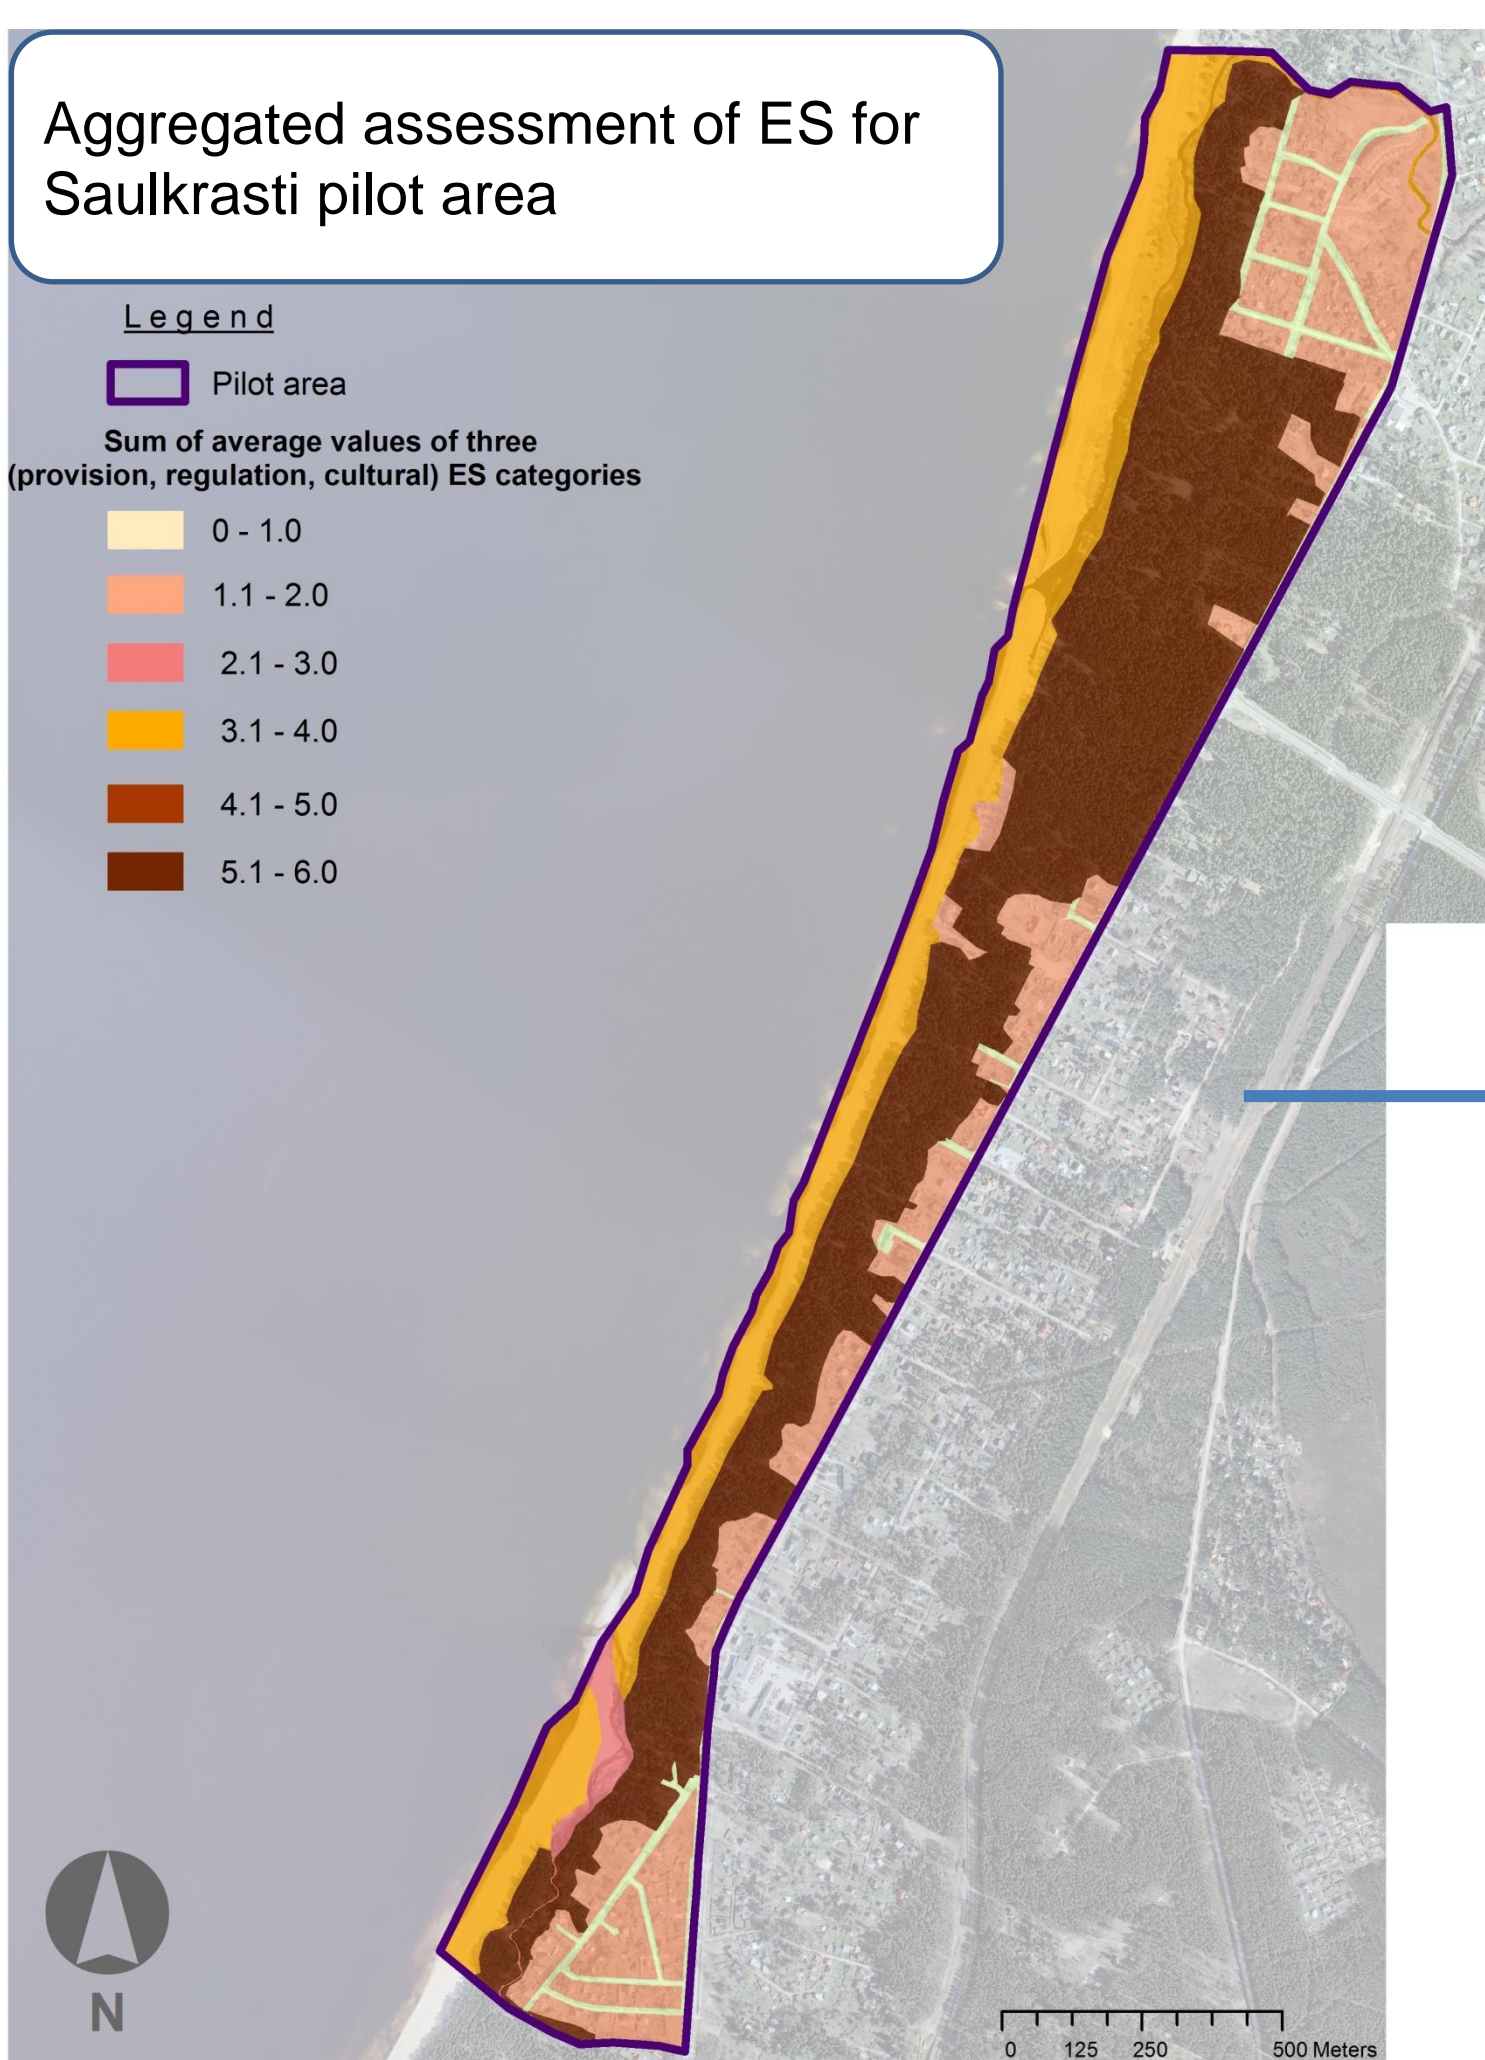 Aggregated assessment of ES for
Saulkrasti pilot area
Legend
Pilot area
Sum of average values of three
(provision, regulation, cultural) ES categories
0 - 1.0
1.1 - 2.0
2.1 - 3.0
3.1 - 4.0
4.1 - 5.0
5.1 - 6.0
N
0 125 250 500 Meters